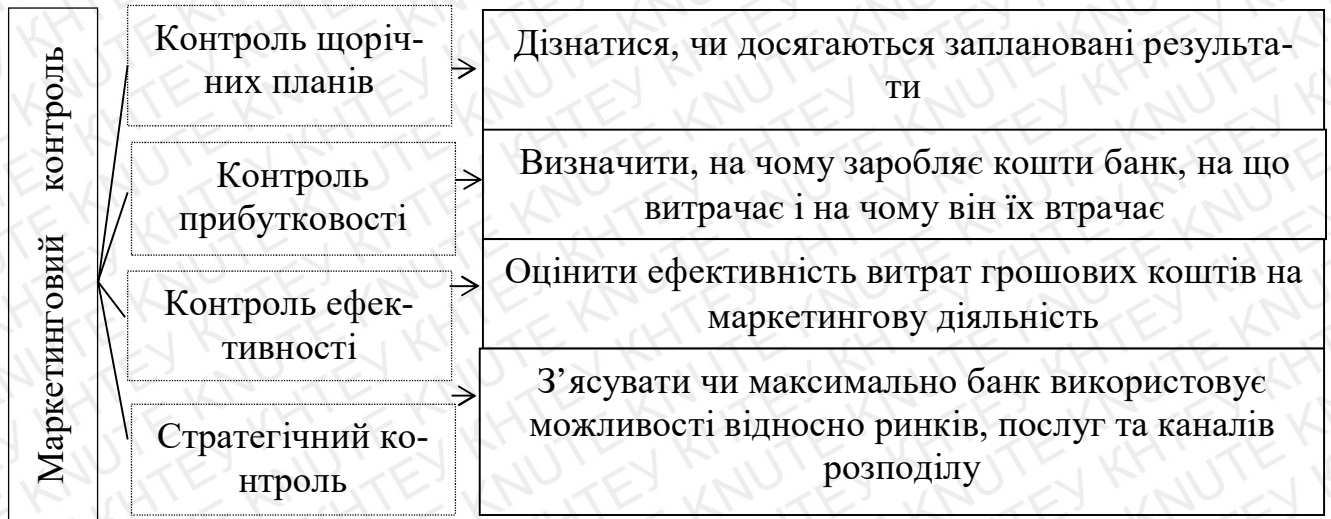 Маркетинговий контроль
Контроль щоріч-
них планів
Дізнатися, чи досягаються заплановані результа-
ти
Контроль
прибутковості
Визначити, на чому заробляє кошти банк, на що
витрачає і на чому він їх втрачає
Контроль ефек-
тивності
Оцінити ефективність витрат грошових коштів на
маркетингову діяльність
Стратегічний ко-
нтроль
З’ясувати чи максимально банк використовує
можливості відносно ринків, послуг та каналів
розподілу